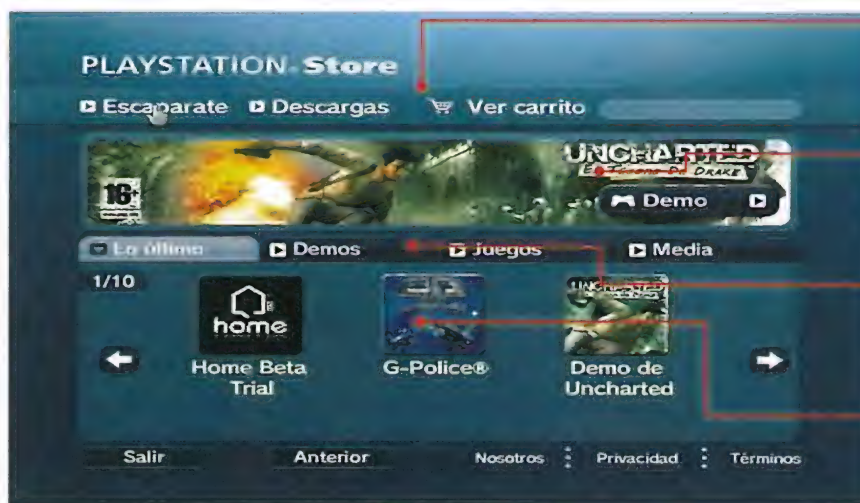 PLAYSTATION®Store
Escaparate Descargas Ver carrito
UNCHARTED
El Tesoro De DRAKE
16+
Demo
Lo último Demos Juegos Media
1/10
home
Home Beta Trial
G-Police®
UNCHARTED
Demo de Uncharted
Salir Anterior Nosotros Privacidad Términos